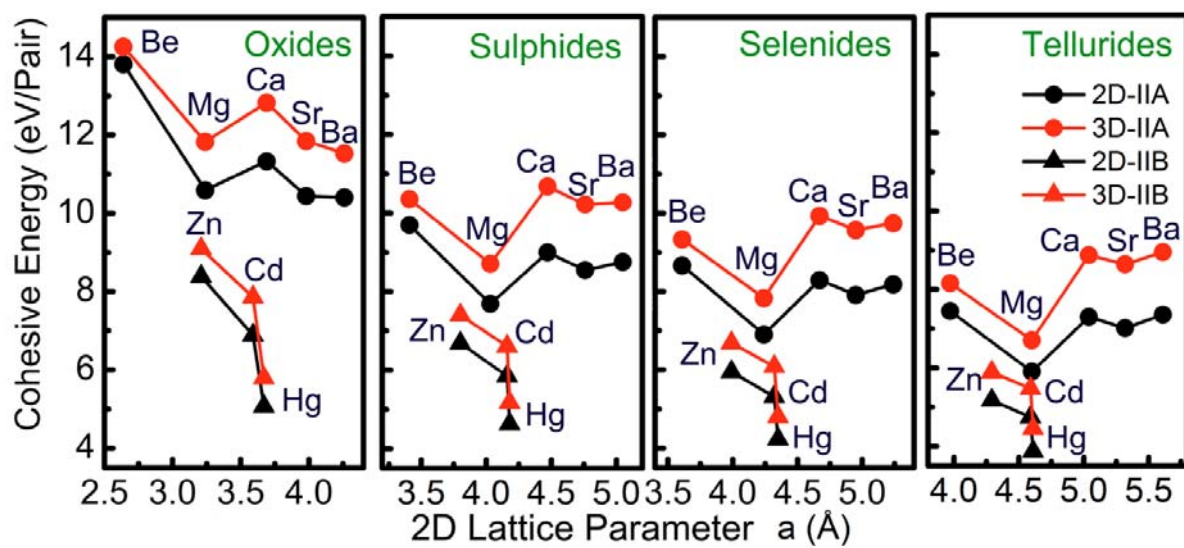 Cohesive Energy (eV/Pair)
14
12
10
8
6
4
Oxides
Be
Mg
Ca
Sr
Ba
Zn
Cd
Hg
2.5 3.0 3.5 4.0
Sulphides
Be
Mg
Ca
Sr
Ba
Zn
Cd
Hg
3.5 4.0 4.5 5.0
Selenides
Be
Mg
Ca
Sr
Ba
Zn
Cd
Hg
3.5 4.0 4.5 5.0
Tellurides
2D-IIA
3D-IIA
2D-IIB
3D-IIB
Be
Mg
Ca
Sr
Ba
Zn
Cd
Hg
4.0 4.5 5.0 5.5
2D Lattice Parameter a (Å)